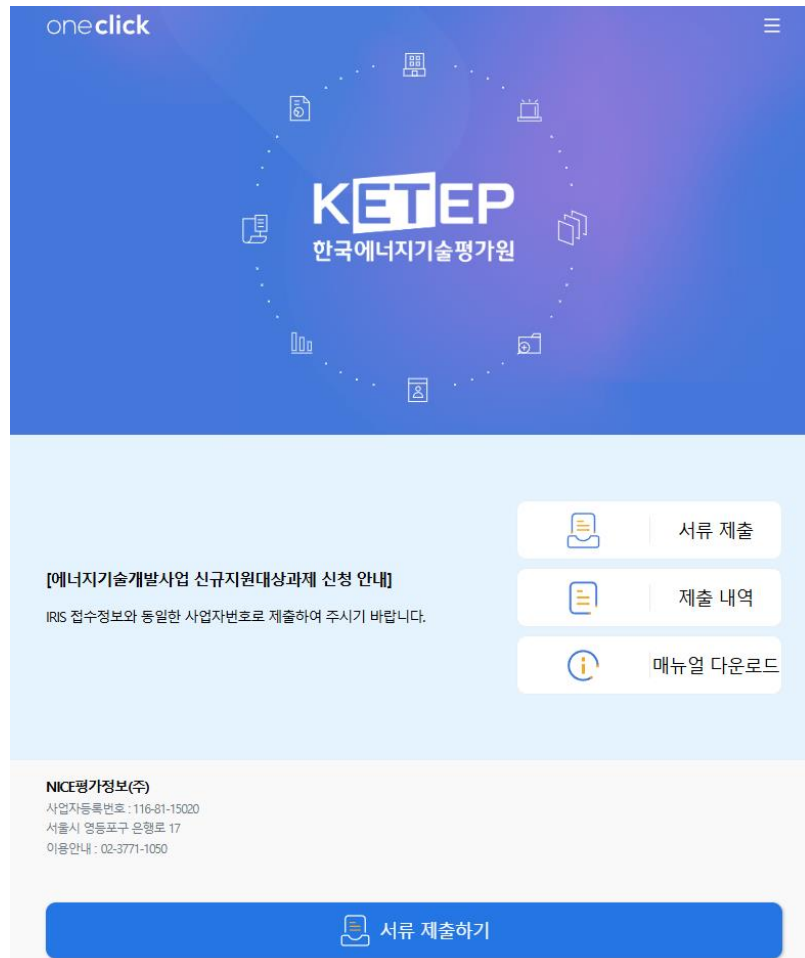 oneclick
KETEP
한국에너지기술평가원
[에너지기술개발사업 신규지원대상과제 신청 안내]
IRIS 접수정보와 동일한 사업자번호로 제출하여 주시기 바랍니다.
서류 제출
제출 내역
매뉴얼 다운로드
NICE평가정보(주)
사업자등록번호 : 116-81-15020
서울시 영등포구 은행로 17
이용안내 : 02-3771-1050
서류 제출하기